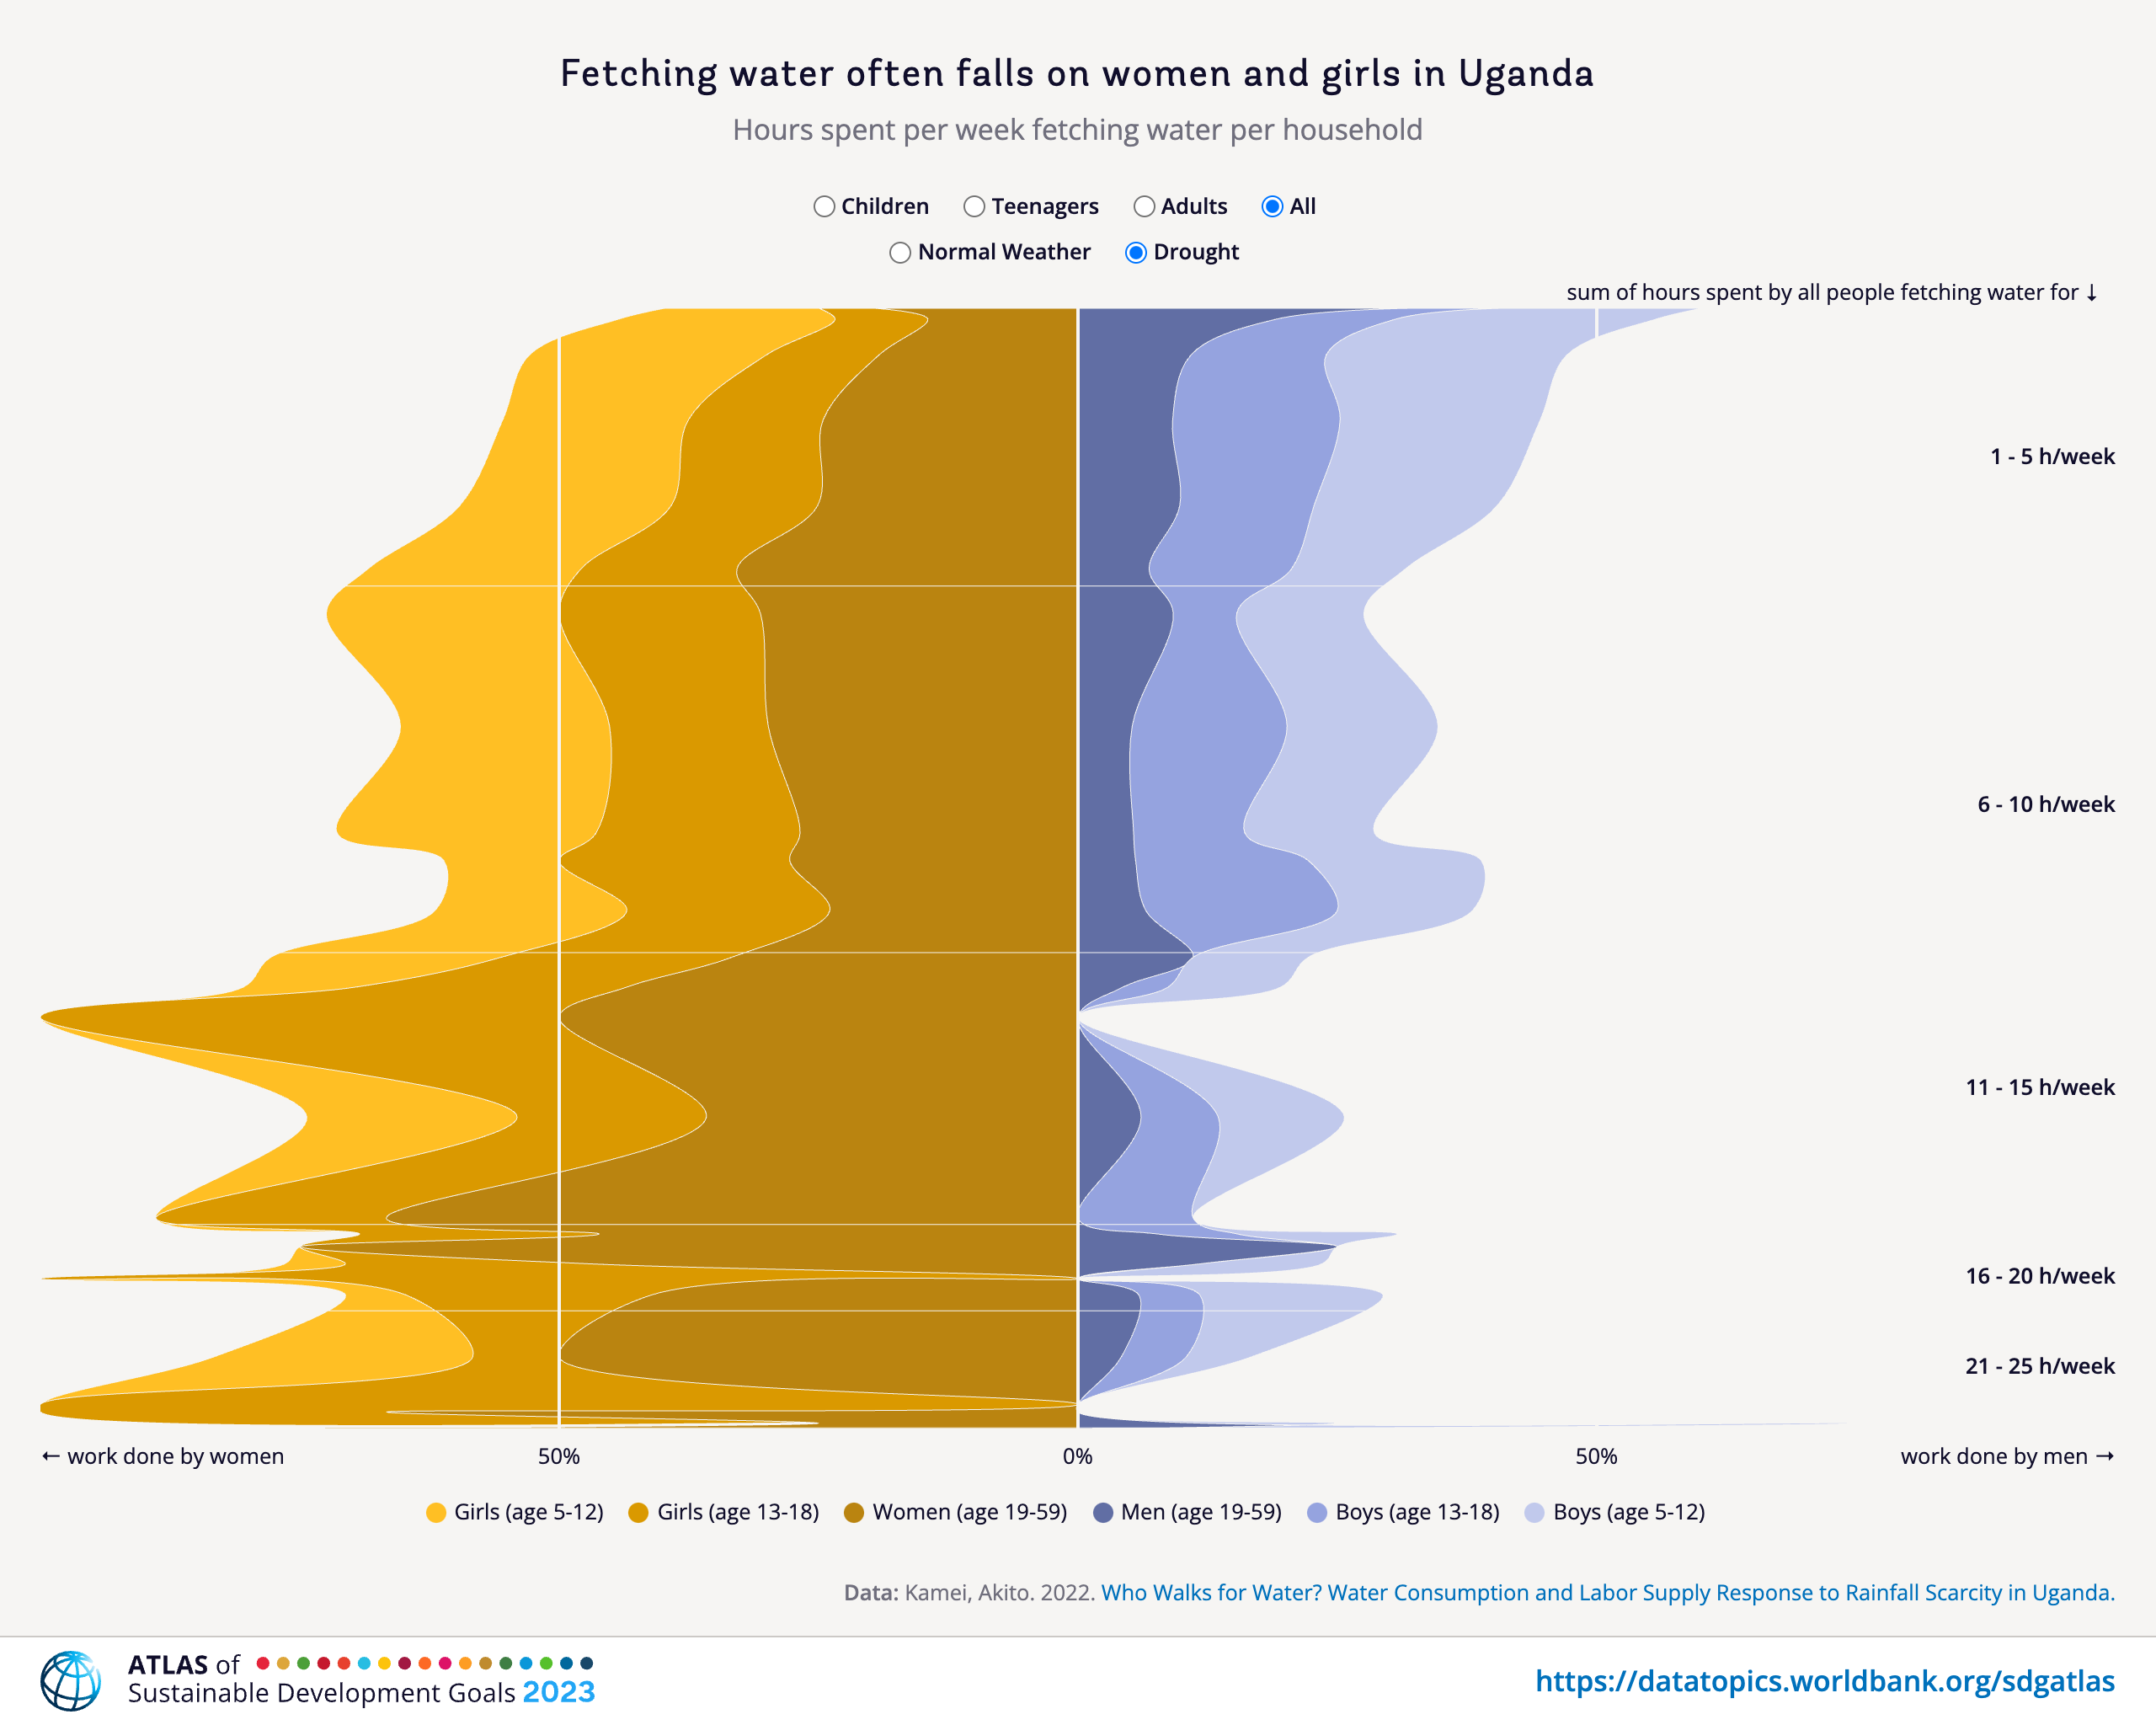 Fetching water often falls on women and girls in Uganda
Hours spent per week fetching water per household
Children Teenagers Adults All
Normal Weather Drought
sum of hours spent by all people fetching water for ↓
1 - 5 h/week
6 - 10 h/week
11 - 15 h/week
16 - 20 h/week
21 - 25 h/week
← work done by women 50% 0% 50% work done by men →
Girls (age 5-12) Girls (age 13-18) Women (age 19-59) Men (age 19-59) Boys (age 13-18) Boys (age 5-12)
Data: Kamei, Akito. 2022. Who Walks for Water? Water Consumption and Labor Supply Response to Rainfall Scarcity in Uganda.
ATLAS of
Sustainable Development Goals 2023
https://datatopics.worldbank.org/sdgatlas